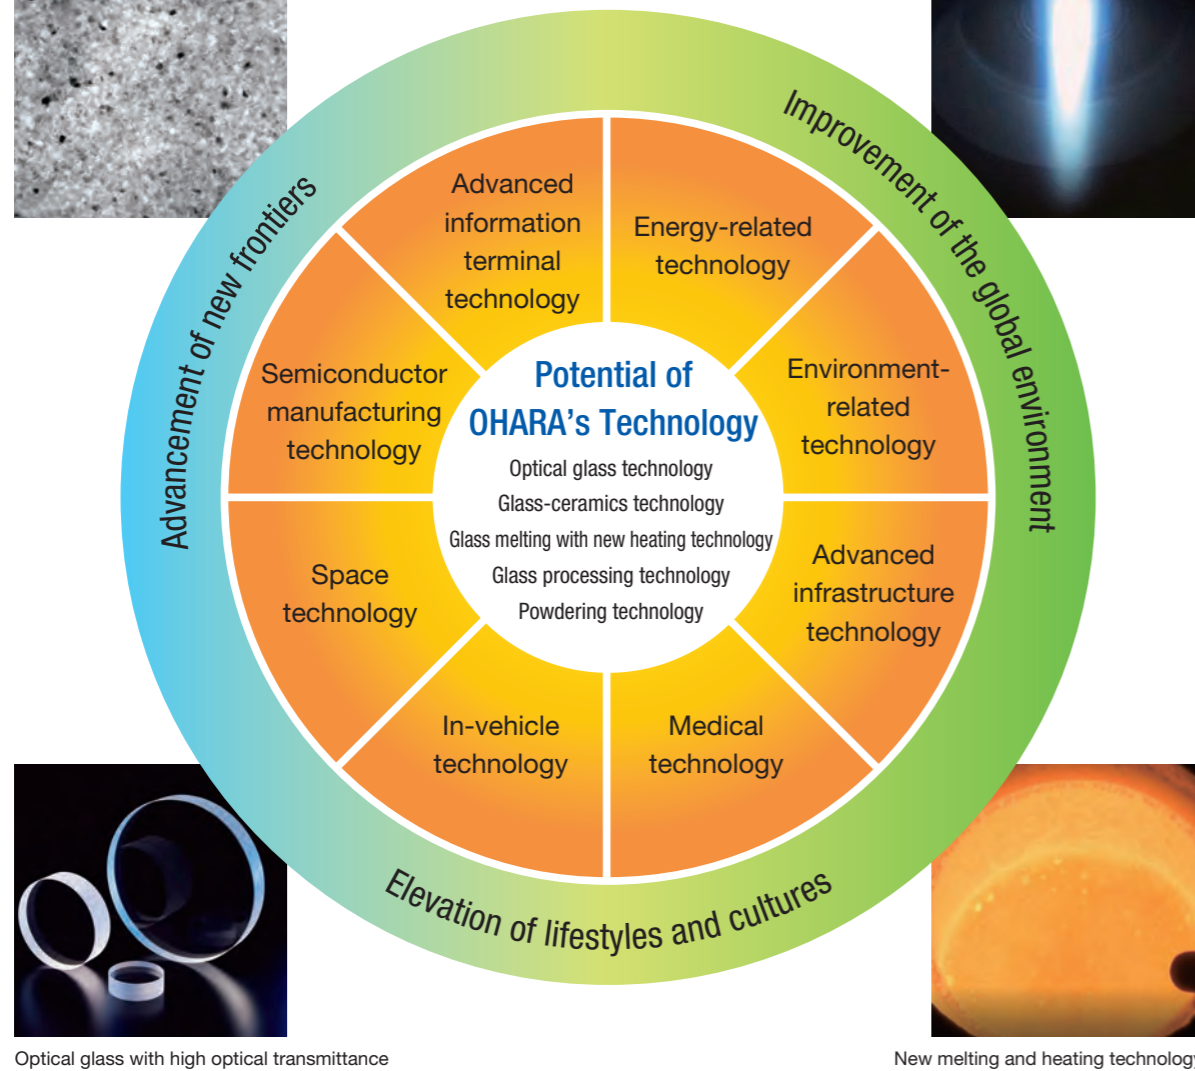 Improvement of the global environment
Advancement of new frontiers
Advanced
information
terminal
technology
Energy-related
technology
Semiconductor
manufacturing
technology
Environment-
related
technology
Potential of
OHARA's Technology
Optical glass technology
Glass-ceramics technology
Glass melting with new heating technology
Glass processing technology
Powdering technology
Space
technology
Advanced
infrastructure
technology
In-vehicle
technology
Medical
technology
Elevation of lifestyles and cultures
Optical glass with high optical transmittance
New melting and heating technology